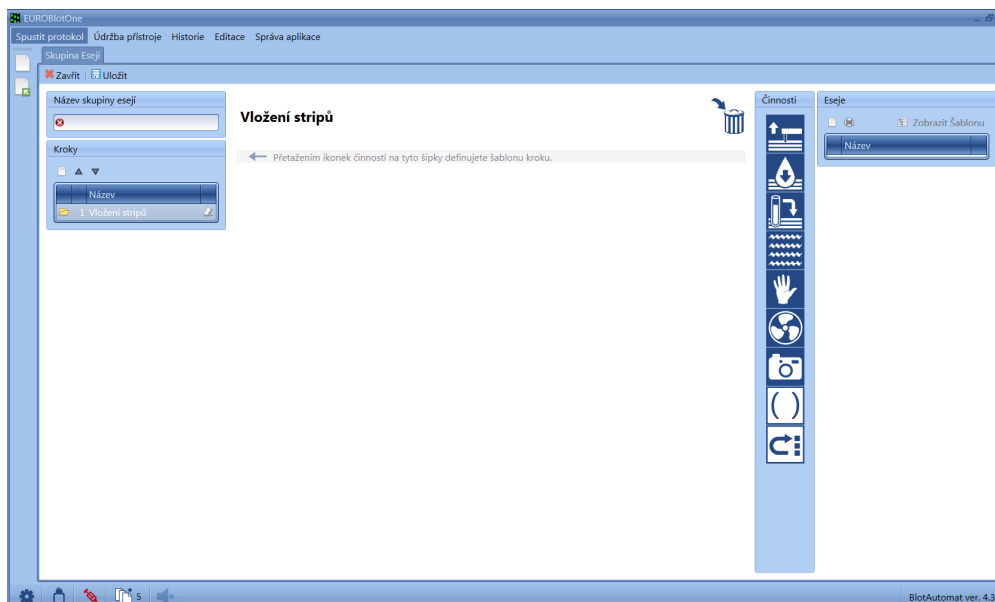 EUROBlotOne
Spustit protokol Údržba přístroje Historie Editace Správa aplikace
Skupina Esejí
Zavřít Uložit
Název skupiny esejí
Kroky
Název
1 Vložení stripů
Vložení stripů
Přetažením ikonek činností na tyto šipky definujete šablonu kroku.
Činnosti
Eseje
Zobrazit Šablonu
Název
S
BlotAutomat ver. 4.3